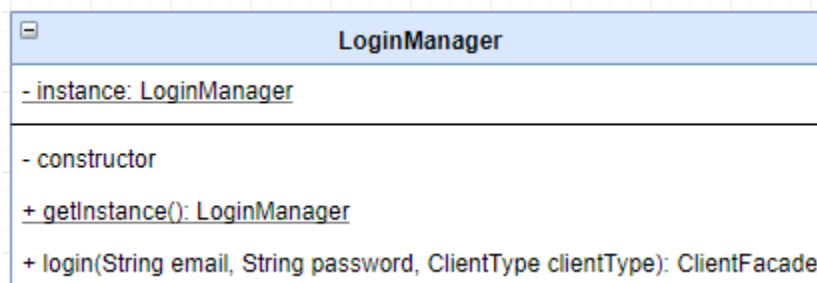 LoginManager
- instance: LoginManager
- constructor
+ getInstance(): LoginManager
+ login(String email, String password, ClientType clientType): ClientFacade